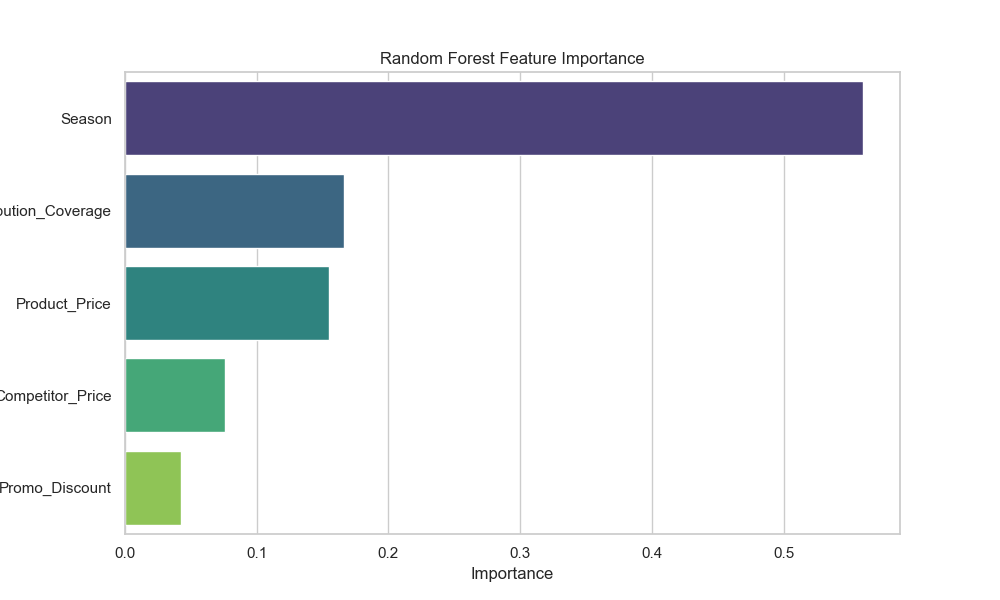 Random Forest Feature Importance
Season
ution_Coverage
Product_Price
Competitor_Price
Promo_Discount
0.0 0.1 0.2 0.3 0.4 0.5
Importance